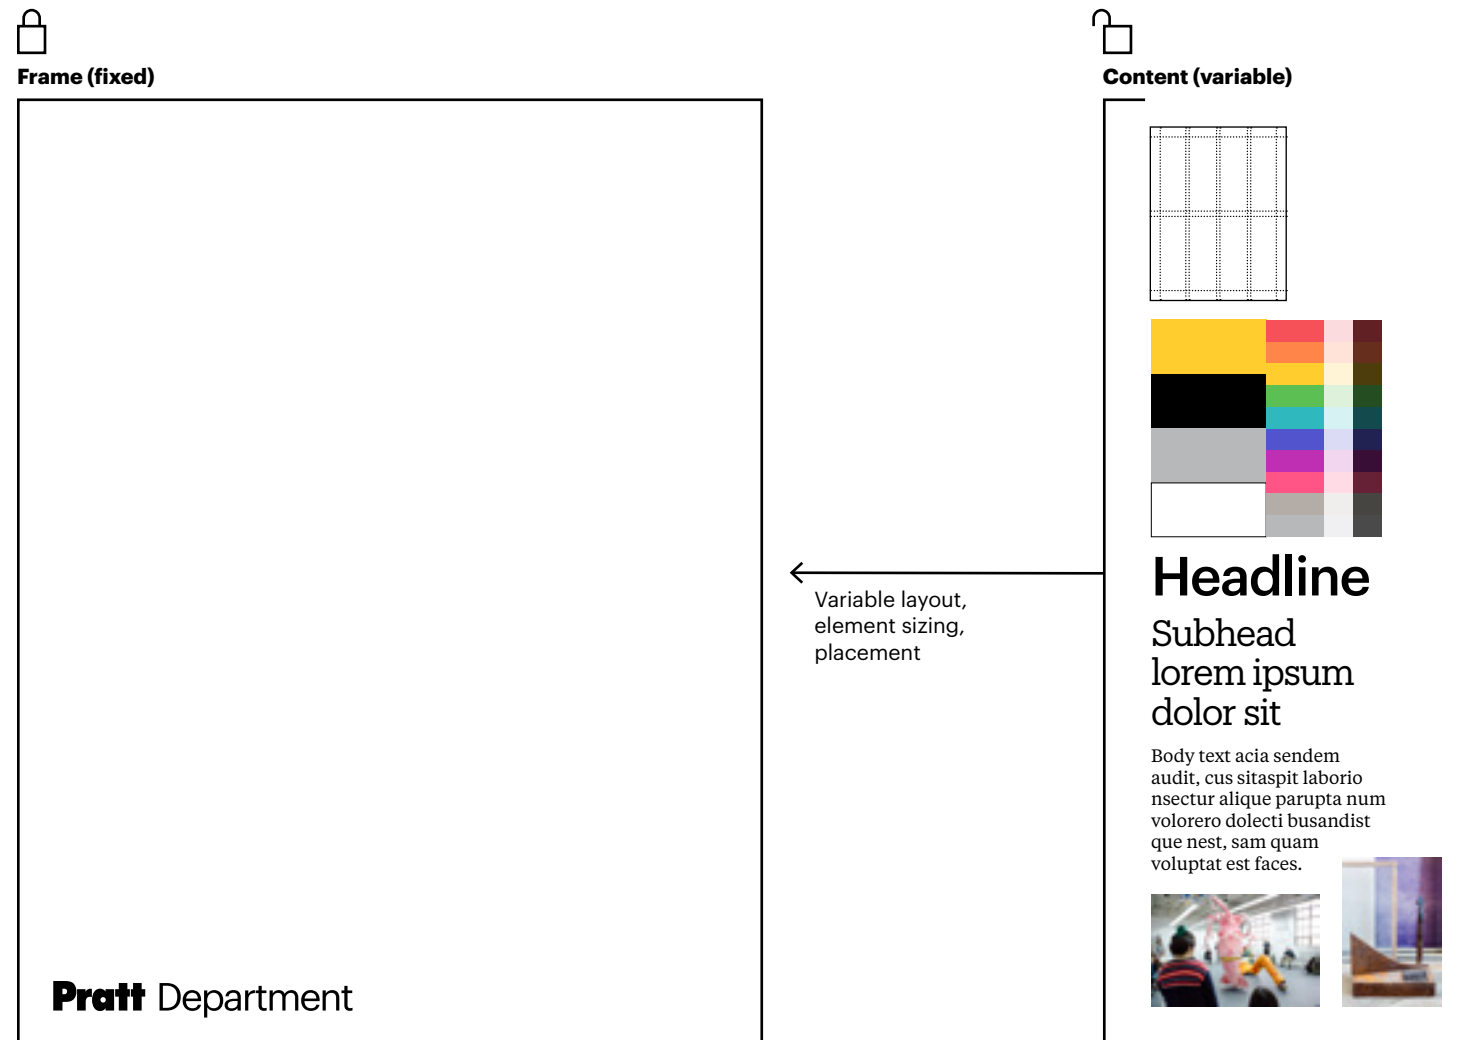 Frame (fixed)
Content (variable)
Variable layout,
element sizing,
placement
Headline
Subhead
lorem ipsum
dolor sit
Body text acia sendem
audit, cus sitaspit laborio
nsectur alique parupta num
volorero dolecti busandist
que nest, sam quam
voluptat est faces.
Pratt Department